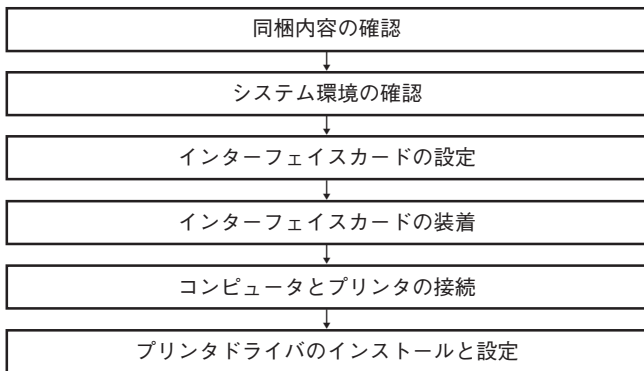 同梱内容の確認
システム環境の確認
インターフェイスカードの設定
インターフェイスカードの装着
コンピュータとプリンタの接続
プリンタドライバのインストールと設定